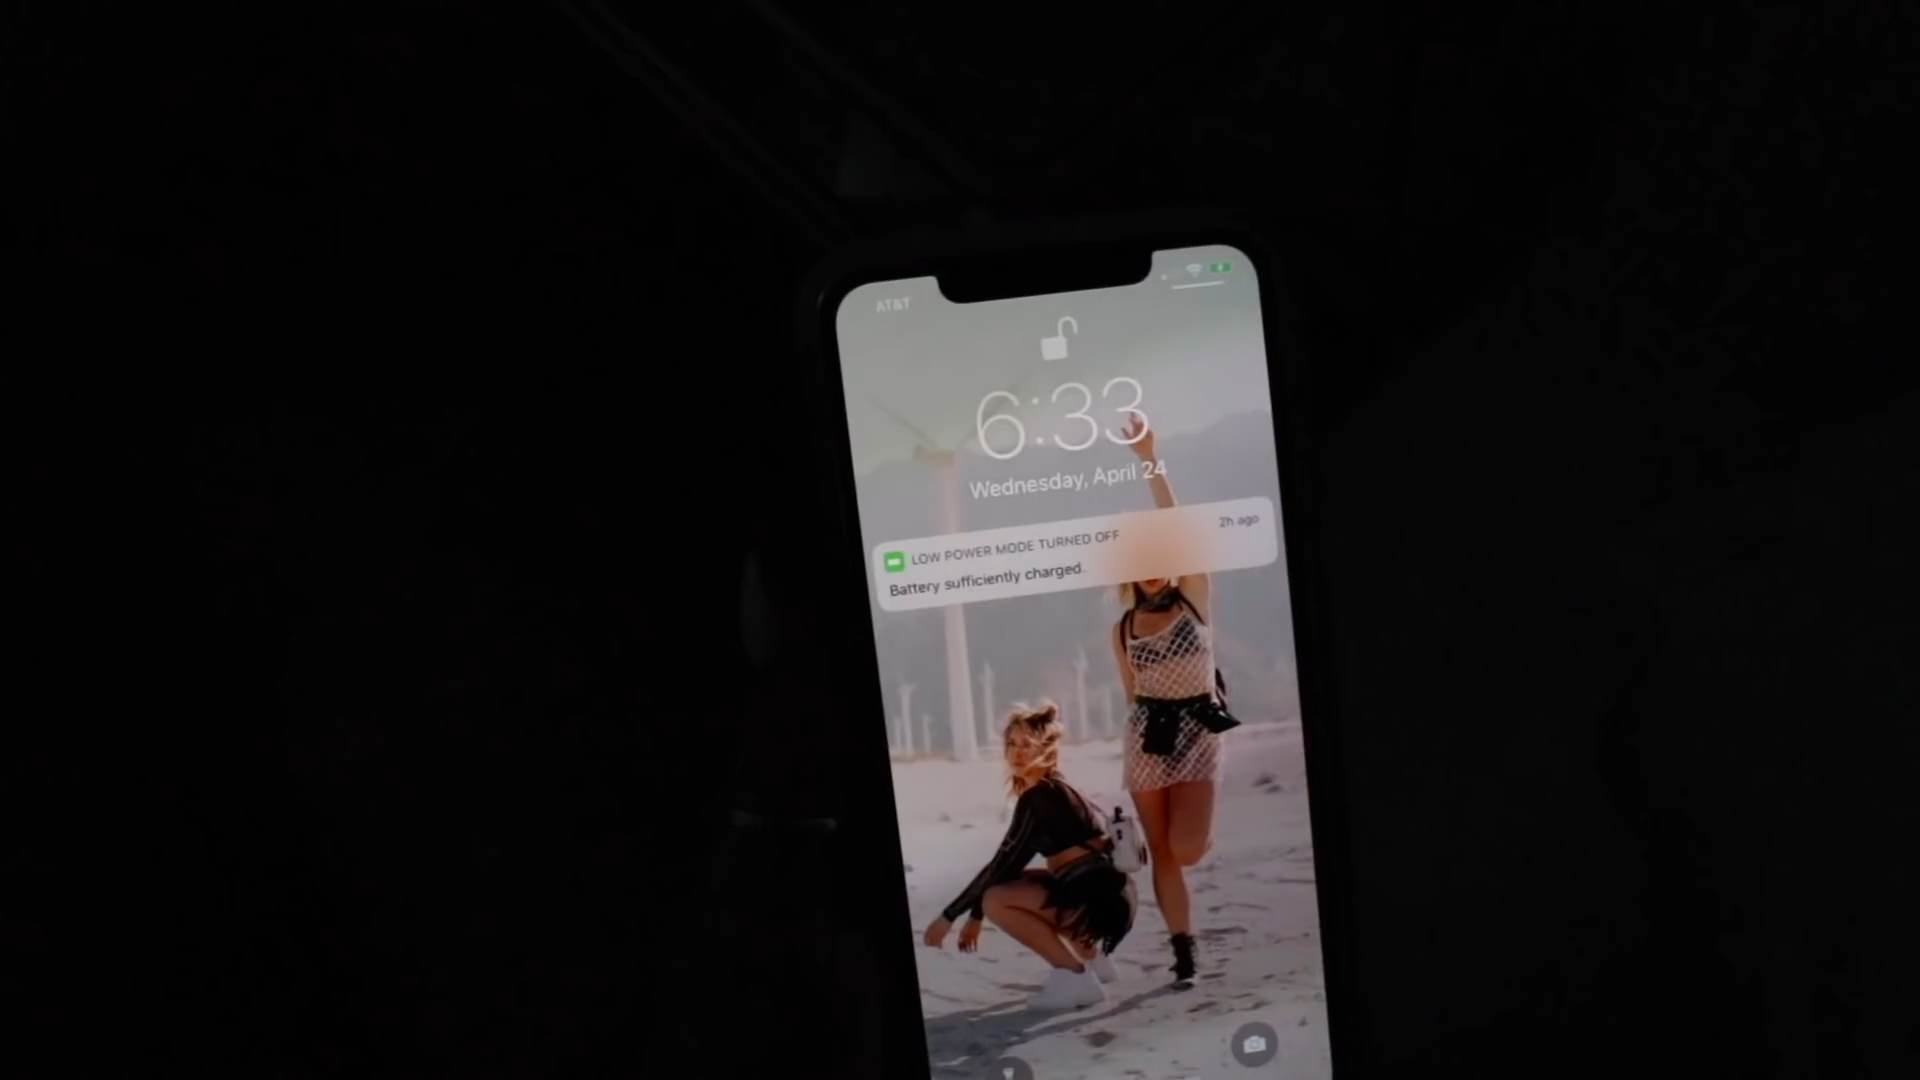 AT&T
6:33
Wednesday, April 24
LOW POWER MODE TURNED OFF
2h ago
Battery sufficiently charged.